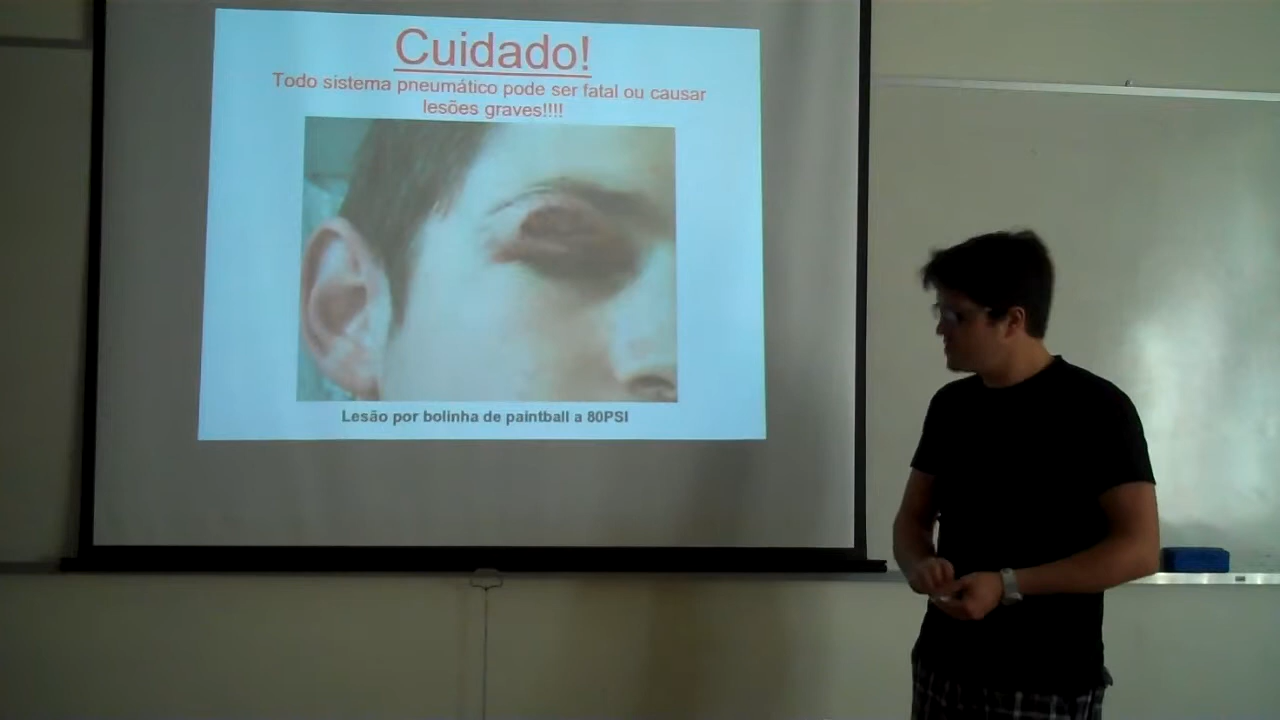 Cuidado!
Todo sistema pneumático pode ser fatal ou causar
lesões graves!!!!
Lesão por bolinha de paintball a 80PSI